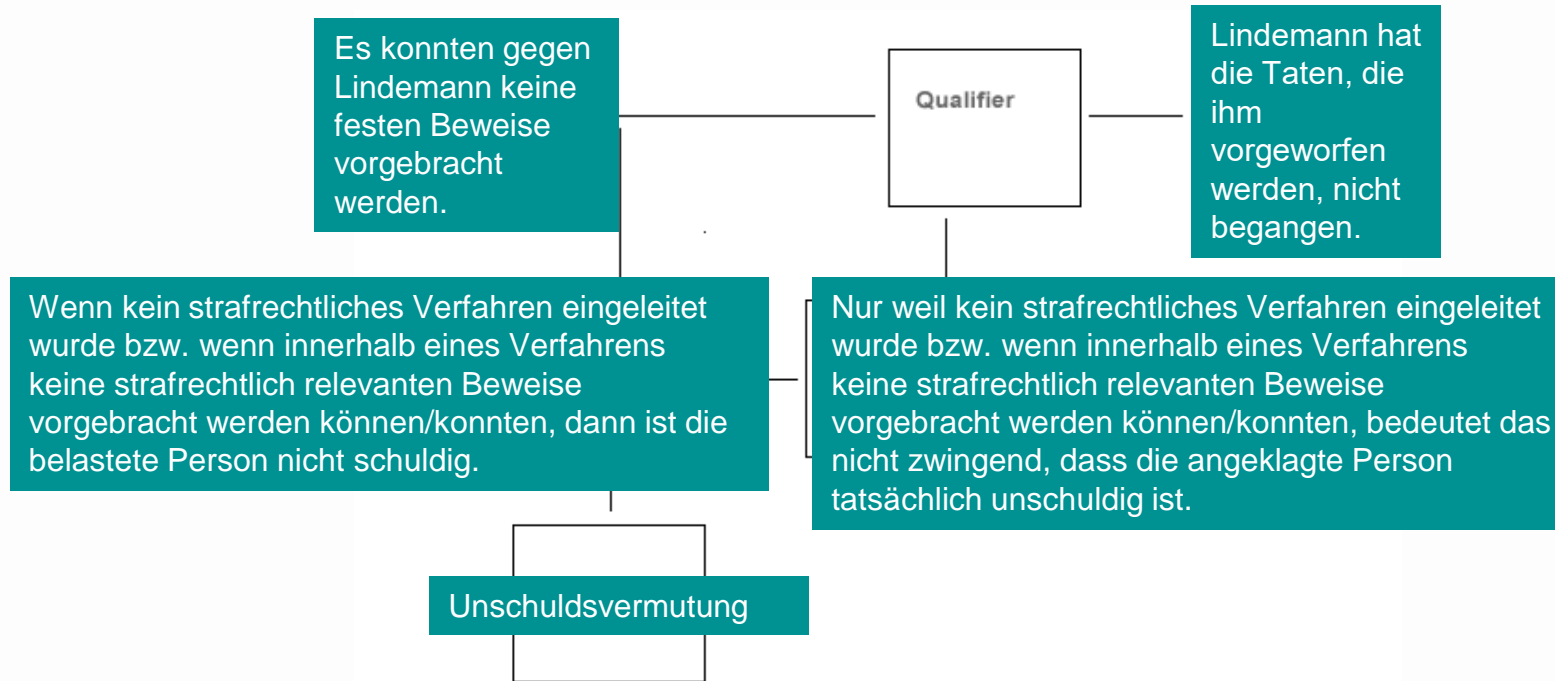 Es konnten gegen
Lindemann keine
festen Beweise
vorgebracht
werden.
Qualifier
Lindemann hat
die Taten, die
ihm
vorgeworfen
werden, nicht
begangen.
Wenn kein strafrechtliches Verfahren eingeleitet
wurde bzw. wenn innerhalb eines Verfahrens
keine strafrechtlich relevanten Beweise
vorgebracht werden können/konnten, dann ist die
belastete Person nicht schuldig.
Nur weil kein strafrechtliches Verfahren eingeleitet
wurde bzw. wenn innerhalb eines Verfahrens
keine strafrechtlich relevanten Beweise
vorgebracht werden können/konnten, bedeutet das
nicht zwingend, dass die angeklagte Person
tatsächlich unschuldig ist.
Unschuldsvermutung